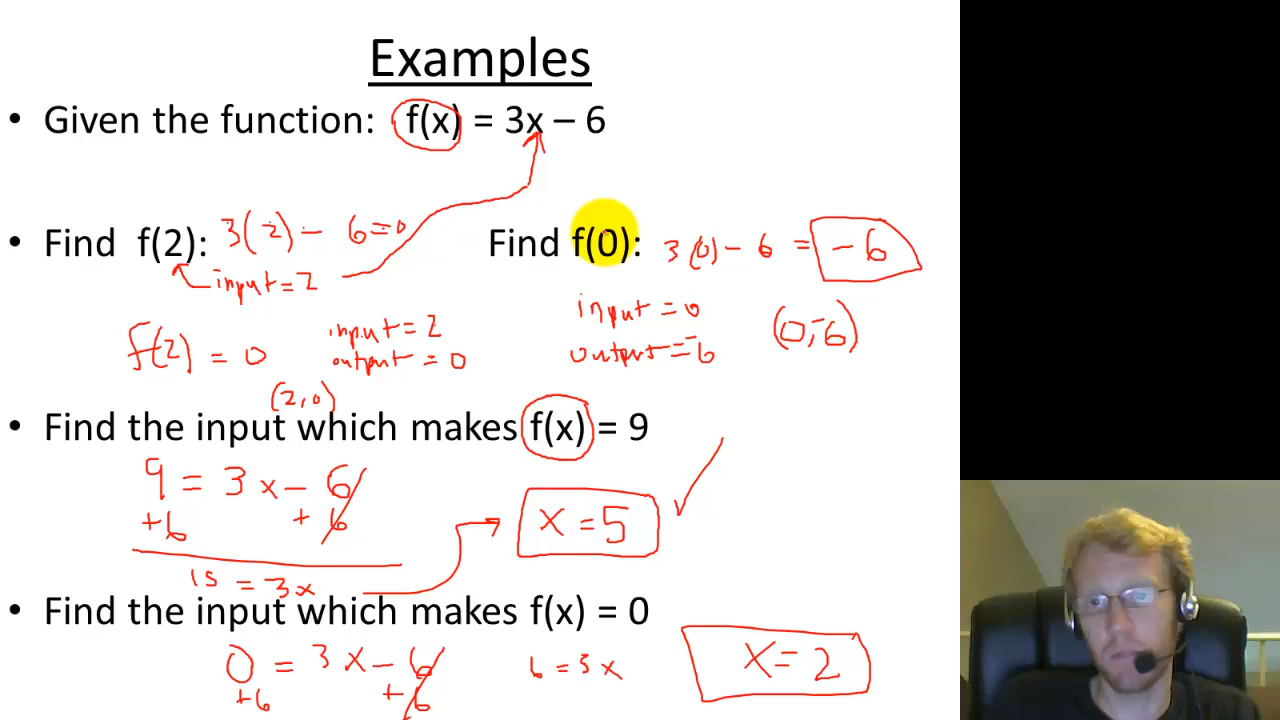 Examples
• Given the function: f(x) = 3x – 6
• Find f(2): 3(2) – 6 = 0
input = 2
f(2) = 0
input = 2
output = 0
(2, 0)
Find f(0): 3(0) – 6 = –6
input = 0
output = -6
(0, -6)
• Find the input which makes f(x) = 9
9 = 3x – 6
+6 + 6
15 = 3x
x = 5
• Find the input which makes f(x) = 0
0 = 3x – 6
+6 +6
6 = 3x
x = 2